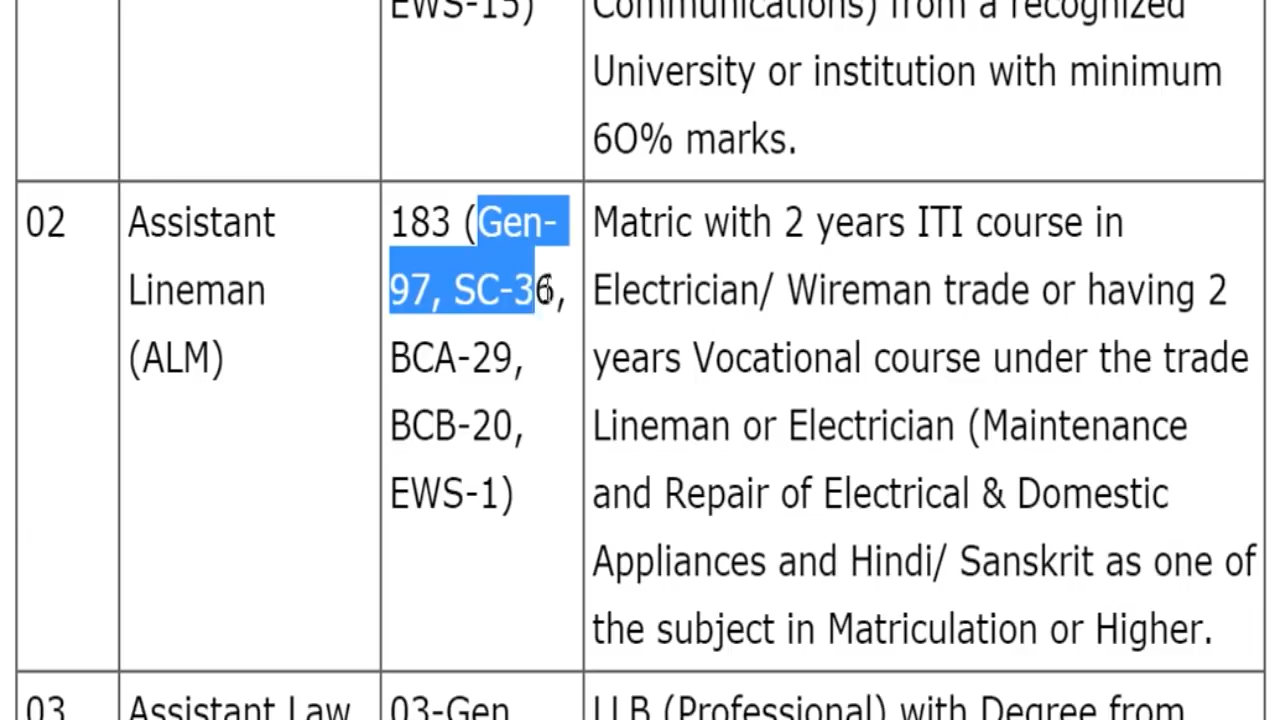 EWS-15)
Communications) from a recognized
University or institution with minimum
60% marks.
02
Assistant
Lineman
(ALM)
183 (Gen-
97, SC-36,
BCA-29,
BCB-20,
EWS-1)
Matric with 2 years ITI course in
Electrician/ Wireman trade or having 2
years Vocational course under the trade
Lineman or Electrician (Maintenance
and Repair of Electrical & Domestic
Appliances and Hindi/ Sanskrit as one of
the subject in Matriculation or Higher.
03
Assistant Law
03-Gen
LLB (Professional) with Degree from